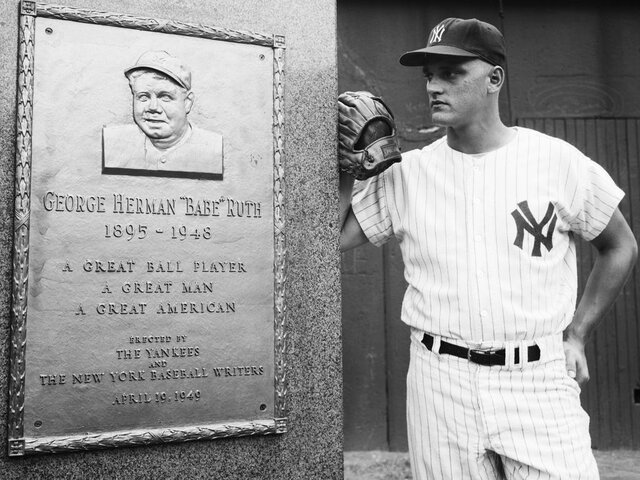 GEORGE HERMAN "BABE" RUTH
1895 - 1948
A GREAT BALL PLAYER
A GREAT MAN
A GREAT AMERICAN
ERECTED BY
THE YANKEES
AND
THE NEW YORK BASEBALL WRITERS
APRIL 19, 1949
NY
NY